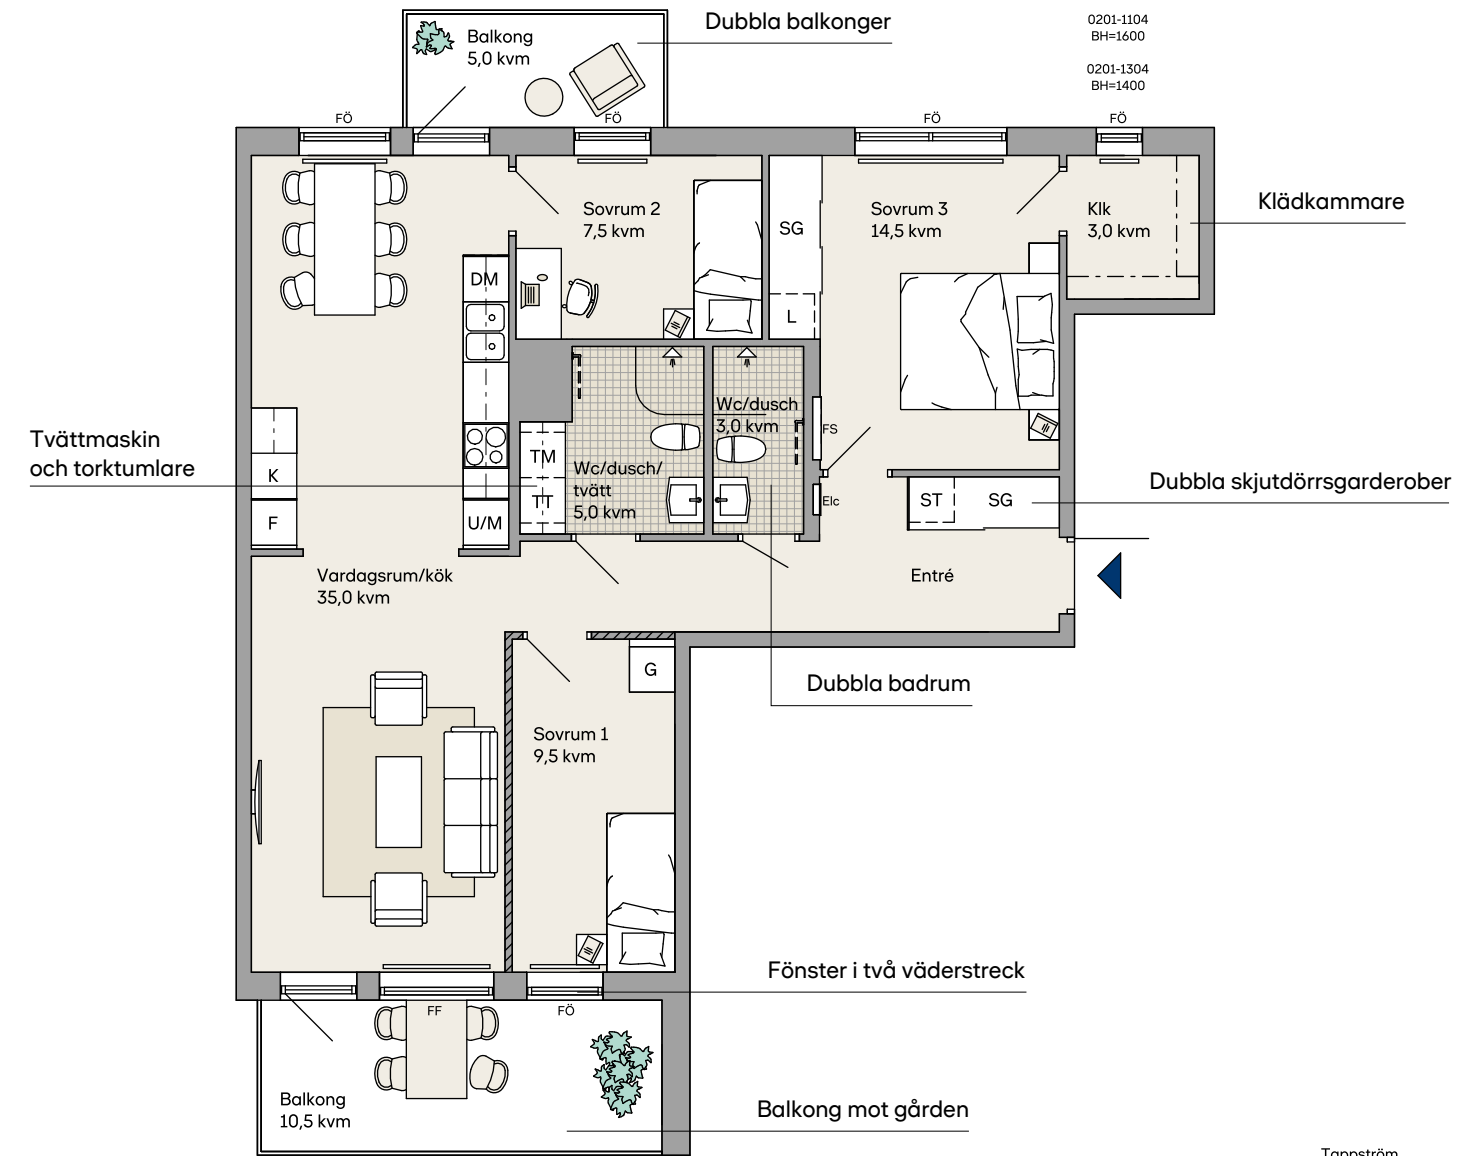 Dubbla balkonger
0201-1104
BH=1600
0201-1304
BH=1400
Balkong
5,0 kvm
FÖ
FÖ
FÖ
FÖ
Sovrum 2
7,5 kvm
SG
Sovrum 3
14,5 kvm
Klk
3,0 kvm
Klädkammare
DM
L
Wc/dusch
3,0 kvm
FS
Tvättmaskin
och torktumlare
K
TM
Wc/dusch/
tvätt
5,0 kvm
TT
Elc
ST
SG
Dubbla skjutdörrsgarderober
F
U/M
Vardagsrum/kök
35,0 kvm
Entré
G
Dubbla badrum
Sovrum 1
9,5 kvm
Fönster i två väderstreck
FF
FÖ
Balkong
10,5 kvm
Balkong mot gården
Tappström